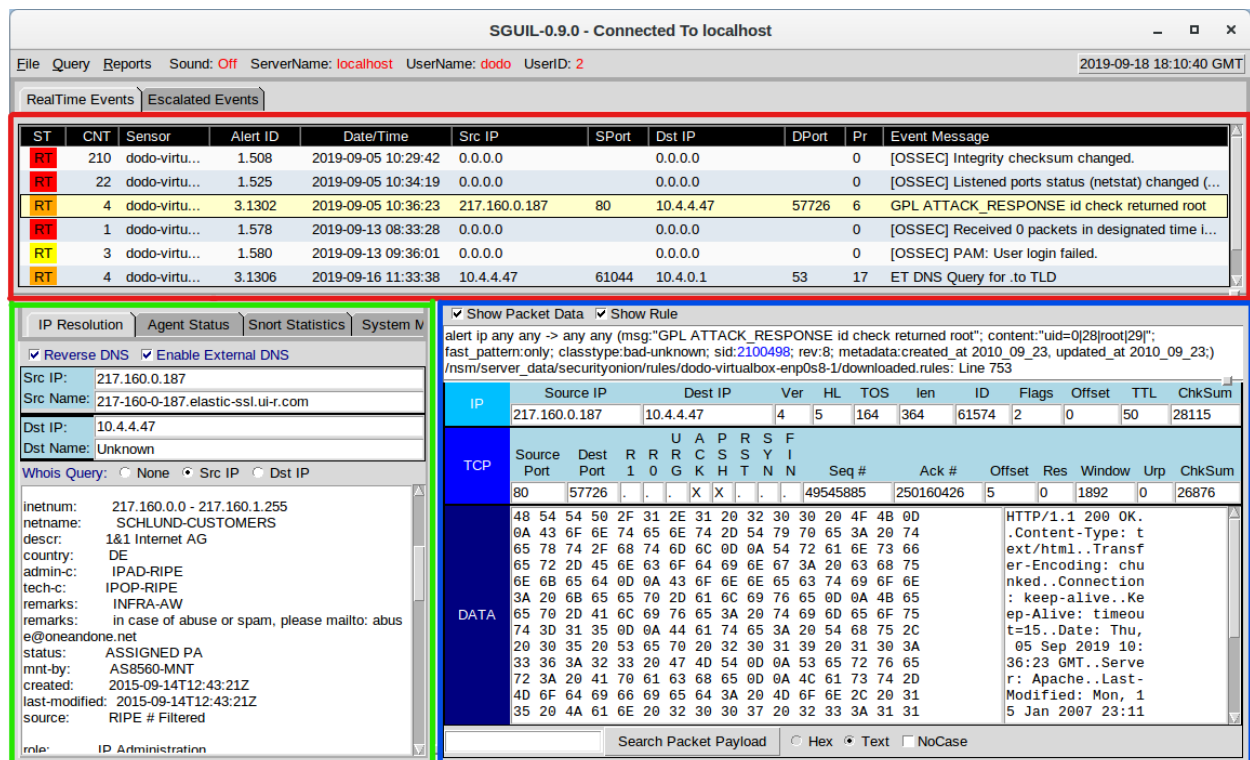 SGUIL-0.9.0 - Connected To localhost
File Query Reports Sound: Off ServerName: localhost UserName: dodo UserID: 2 2019-09-18 18:10:40 GMT
RealTime Events Escalated Events
ST CNT Sensor Alert ID Date/Time Src IP SPort Dst IP DPort Pr Event Message
RT 210 dodo-virtu... 1.508 2019-09-05 10:29:42 0.0.0.0 0.0.0.0 0 [OSSEC] Integrity checksum changed.
RT 22 dodo-virtu... 1.525 2019-09-05 10:34:19 0.0.0.0 0.0.0.0 0 [OSSEC] Listened ports status (netstat) changed (...
RT 4 dodo-virtu... 3.1302 2019-09-05 10:36:23 217.160.0.187 80 10.4.4.47 57726 6 GPL ATTACK_RESPONSE id check returned root
RT 1 dodo-virtu... 1.578 2019-09-13 08:33:28 0.0.0.0 0.0.0.0 0 [OSSEC] Received 0 packets in designated time i...
RT 3 dodo-virtu... 1.580 2019-09-13 09:36:01 0.0.0.0 0.0.0.0 0 [OSSEC] PAM: User login failed.
RT 4 dodo-virtu... 3.1306 2019-09-16 11:33:38 10.4.4.47 61044 10.4.0.1 53 17 ET DNS Query for .to TLD
IP Resolution Agent Status Snort Statistics System M
Reverse DNS Enable External DNS
Src IP: 217.160.0.187
Src Name: 217-160-0-187.elastic-ssl.ui-r.com
Dst IP: 10.4.4.47
Dst Name: Unknown
Whois Query: None Src IP Dst IP
inetnum: 217.160.0.0 - 217.160.1.255
netname: SCHLUND-CUSTOMERS
descr: 1&1 Internet AG
country: DE
admin-c: IPAD-RIPE
tech-c: IPOP-RIPE
remarks: INFRA-AW
remarks: in case of abuse or spam, please mailto: abus
e@oneandone.net
status: ASSIGNED PA
mnt-by: AS8560-MNT
created: 2015-09-14T12:43:21Z
last-modified: 2015-09-14T12:43:21Z
source: RIPE # Filtered
role: IP Administration
Show Packet Data Show Rule
alert ip any any -> any any (msg:"GPL ATTACK_RESPONSE id check returned root"; content:"uid=0|28|root|29|";
fast_pattern:only; classtype:bad-unknown; sid:2100498; rev:8; metadata:created_at 2010_09_23, updated_at 2010_09_23;)
/nsm/server_data/securityonion/rules/dodo-virtualbox-enp0s8-1/downloaded.rules: Line 753
IP
Source IP Dest IP Ver HL TOS len ID Flags Offset TTL ChkSum
217.160.0.187 10.4.4.47 4 5 164 364 61574 2 0 50 28115
TCP
Source Port Dest Port R1 R0 URG ACK PSH RST SYN FIN Seq # Ack # Offset Res Window Urp ChkSum
80 57726 . . . X X . . . 49545885 250160426 5 0 1892 0 26876
DATA
48 54 54 50 2F 31 2E 31 20 32 30 30 20 4F 4B 0D HTTP/1.1 200 OK.
0A 43 6F 6E 74 65 6E 74 2D 54 79 70 65 3A 20 74 .Content-Type: t
65 78 74 2F 68 74 6D 6C 0D 0A 54 72 61 6E 73 66 ext/html..Transf
65 72 2D 45 6E 63 6F 64 69 6E 67 3A 20 63 68 75 er-Encoding: chu
6E 6B 65 64 0D 0A 43 6F 6E 6E 65 63 74 69 6F 6E nked..Connection
3A 20 6B 65 65 70 2D 61 6C 69 76 65 0D 0A 4B 65 : keep-alive..Ke
65 70 2D 41 6C 69 76 65 3A 20 74 69 6D 65 6F 75 ep-Alive: timeou
74 3D 31 35 0D 0A 44 61 74 65 3A 20 54 68 75 2C t=15..Date: Thu,
20 30 35 20 53 65 70 20 32 30 31 39 20 31 30 3A 05 Sep 2019 10:
33 36 3A 32 33 20 47 4D 54 0D 0A 53 65 72 76 65 36:23 GMT..Serve
72 3A 20 41 70 61 63 68 65 0D 0A 4C 61 73 74 2D r: Apache..Last-
4D 6F 64 69 66 69 65 64 3A 20 4D 6F 6E 2C 20 31 Modified: Mon, 1
35 20 4A 61 6E 20 32 30 30 37 20 32 33 3A 31 31 5 Jan 2007 23:11
Search Packet Payload Hex Text NoCase